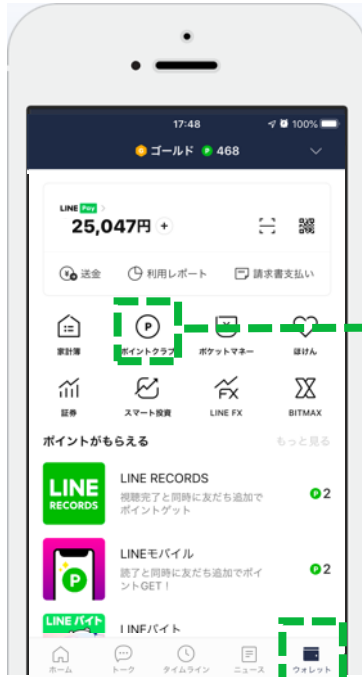 17:48 100%
ゴールド P 468
LINE Pay
25,047円 +
送金 利用レポート 請求書支払い
家計簿 ポイントクラブ ポケットマネー ほけん
証券 スマート投資 LINE FX BITMAX
ポイントがもらえる もっと見る
LINE RECORDS
LINE RECORDS
視聴完了と同時に友だち追加で
ポイントゲット
P 2
LINEモバイル
読了と同時に友だち追加でポイ
ントGET！
P 2
LINE バイト
LINEバイト
ホーム トーク タイムライン ニュース ウォレット